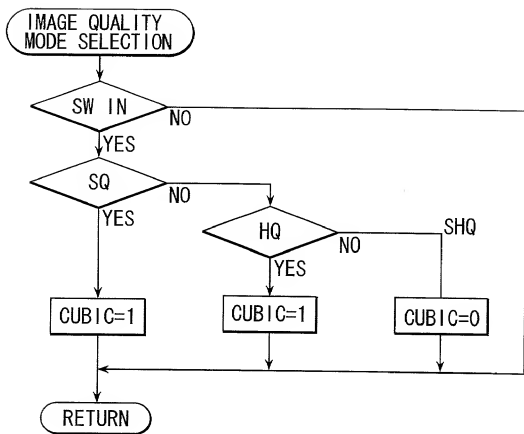 IMAGE QUALITY
MODE SELECTION
SW IN
NO
YES
SQ
NO
YES
HQ
NO
SHQ
YES
CUBIC=1
CUBIC=1
CUBIC=0
RETURN